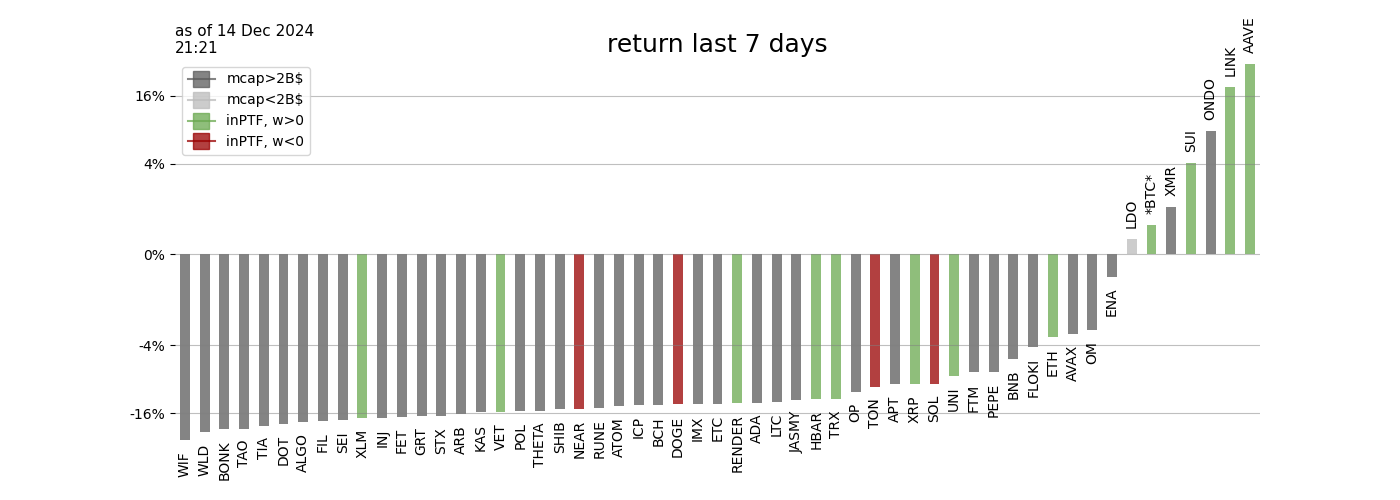 as of 14 Dec 2024
21:21
return last 7 days
mcap>2B$
mcap<2B$
inPTF, w>0
inPTF, w<0
16%
4%
0%
-4%
-16%
WIF
WLD
BONK
TAO
TIA
DOT
ALGO
FIL
SEI
XLM
INJ
FET
GRT
STX
ARB
KAS
VET
POL
THETA
SHIB
NEAR
RUNE
ATOM
ICP
BCH
DOGE
IMX
ETC
RENDER
ADA
LTC
JASMY
HBAR
TRX
OP
TON
APT
XRP
SOL
UNI
FTM
PEPE
BNB
FLOKI
ETH
AVAX
OM
ENA
LDO
*BTC*
XMR
SUI
ONDO
LINK
AAVE